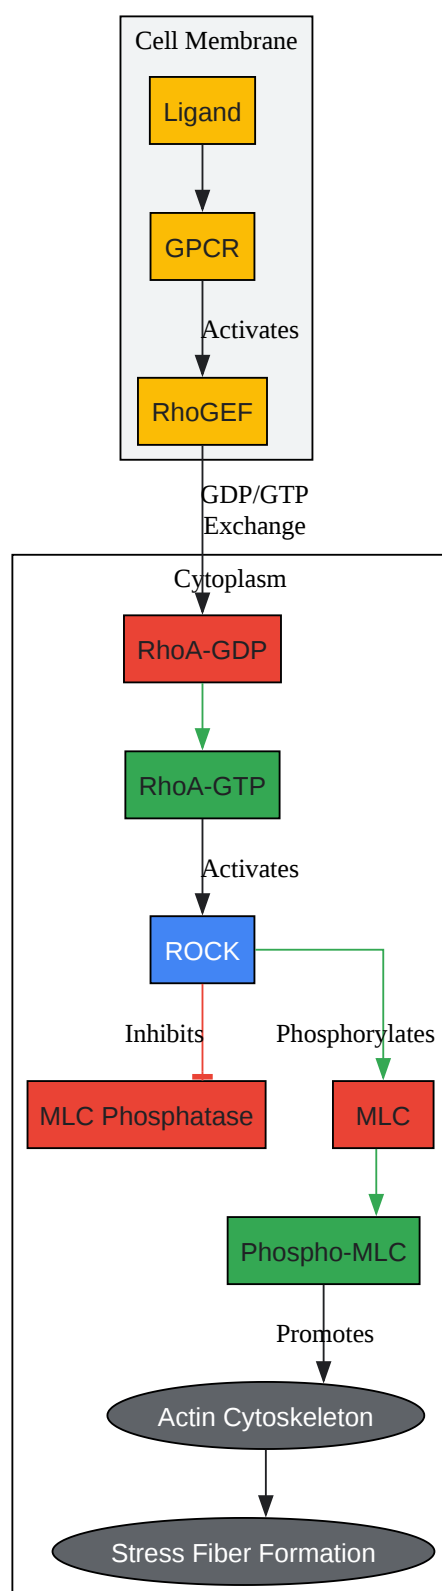 Cell Membrane
Ligand
GPCR
Activates
RhoGEF
GDP/GTP
Exchange
Cytoplasm
RhoA-GDP
RhoA-GTP
Activates
ROCK
Inhibits
Phosphorylates
MLC Phosphatase
MLC
Phospho-MLC
Promotes
Actin Cytoskeleton
Stress Fiber Formation